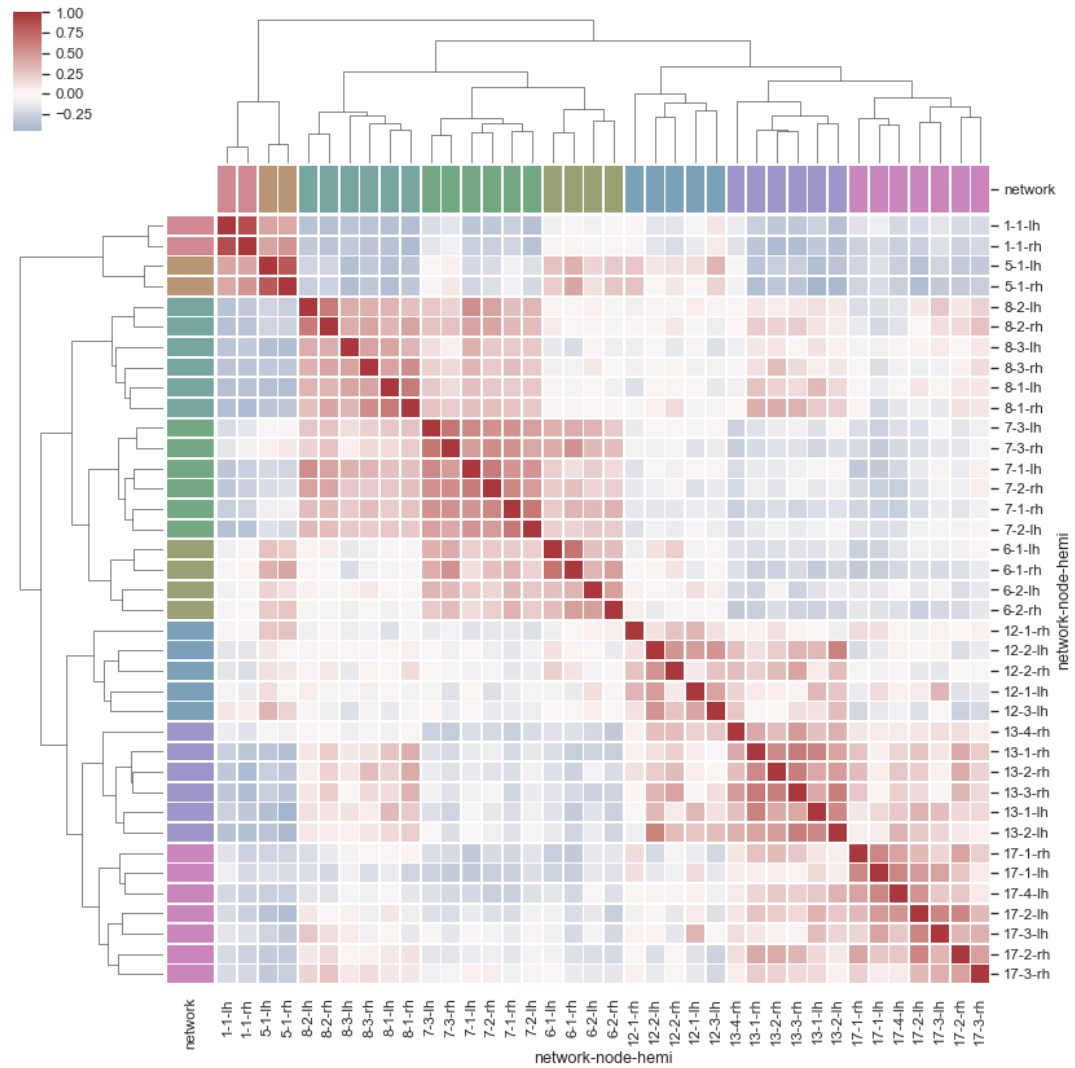 1.00
0.75
0.50
0.25
0.00
−0.25
network
1-1-lh
1-1-rh
5-1-lh
5-1-rh
8-2-lh
8-2-rh
8-3-lh
8-3-rh
8-1-lh
8-1-rh
7-3-lh
7-3-rh
7-1-lh
7-2-rh
7-1-rh
7-2-lh
6-1-lh
6-1-rh
6-2-lh
6-2-rh
12-1-rh
12-2-lh
12-2-rh
12-1-lh
12-3-lh
13-4-rh
13-1-rh
13-2-rh
13-3-rh
13-1-lh
13-2-lh
17-1-rh
17-1-lh
17-4-lh
17-2-lh
17-3-lh
17-2-rh
17-3-rh
network-node-hemi
network
1-1-lh
1-1-rh
5-1-lh
5-1-rh
8-2-lh
8-2-rh
8-3-lh
8-3-rh
8-1-lh
8-1-rh
7-3-lh
7-3-rh
7-1-lh
7-2-rh
7-1-rh
7-2-lh
6-1-lh
6-1-rh
6-2-lh
6-2-rh
12-1-rh
12-2-lh
12-2-rh
12-1-lh
12-3-lh
13-4-rh
13-1-rh
13-2-rh
13-3-rh
13-1-lh
13-2-lh
17-1-rh
17-1-lh
17-4-lh
17-2-lh
17-3-lh
17-2-rh
17-3-rh
network-node-hemi